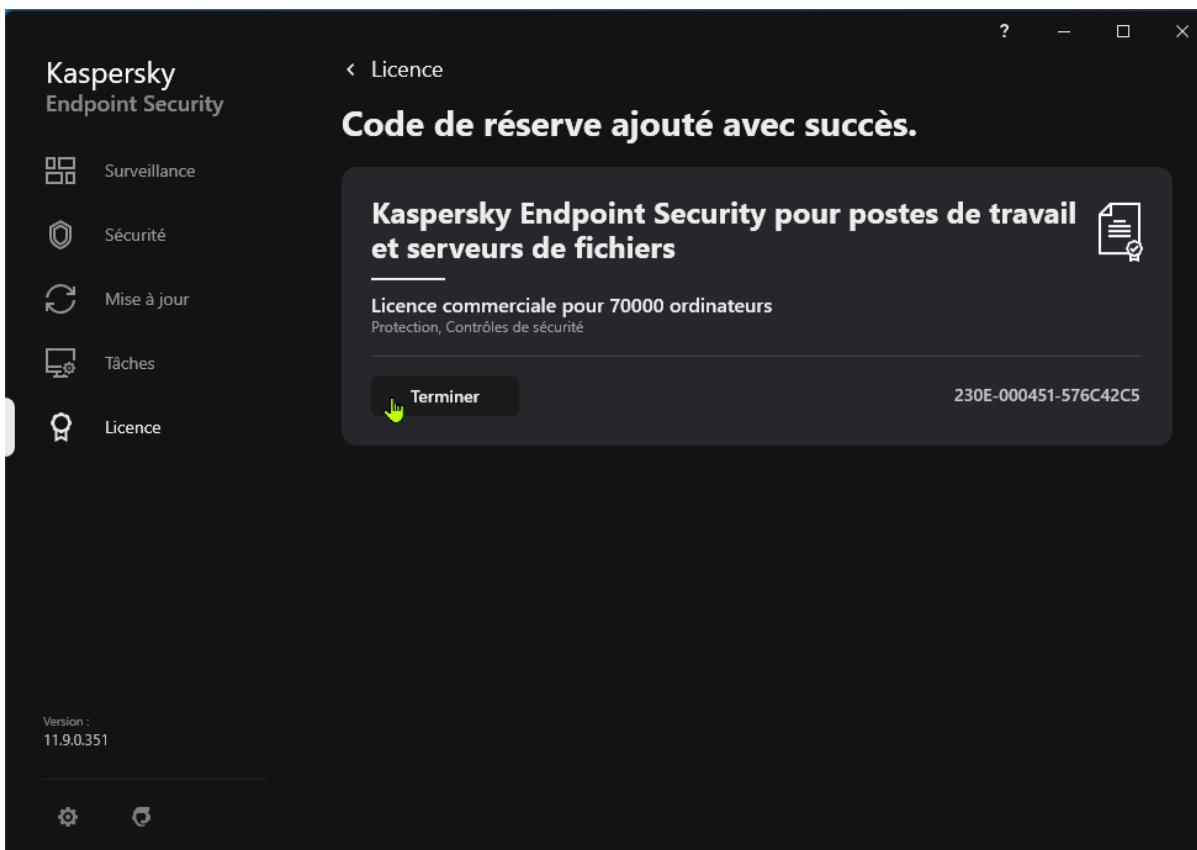 ?
Kaspersky
Endpoint Security
Surveillance
Sécurité
Mise à jour
Tâches
Licence
Version :
11.9.0.351
Licence
Code de réserve ajouté avec succès.
Kaspersky Endpoint Security pour postes de travail
et serveurs de fichiers
Licence commerciale pour 70000 ordinateurs
Protection, Contrôles de sécurité
Terminer
230E-000451-576C42C5